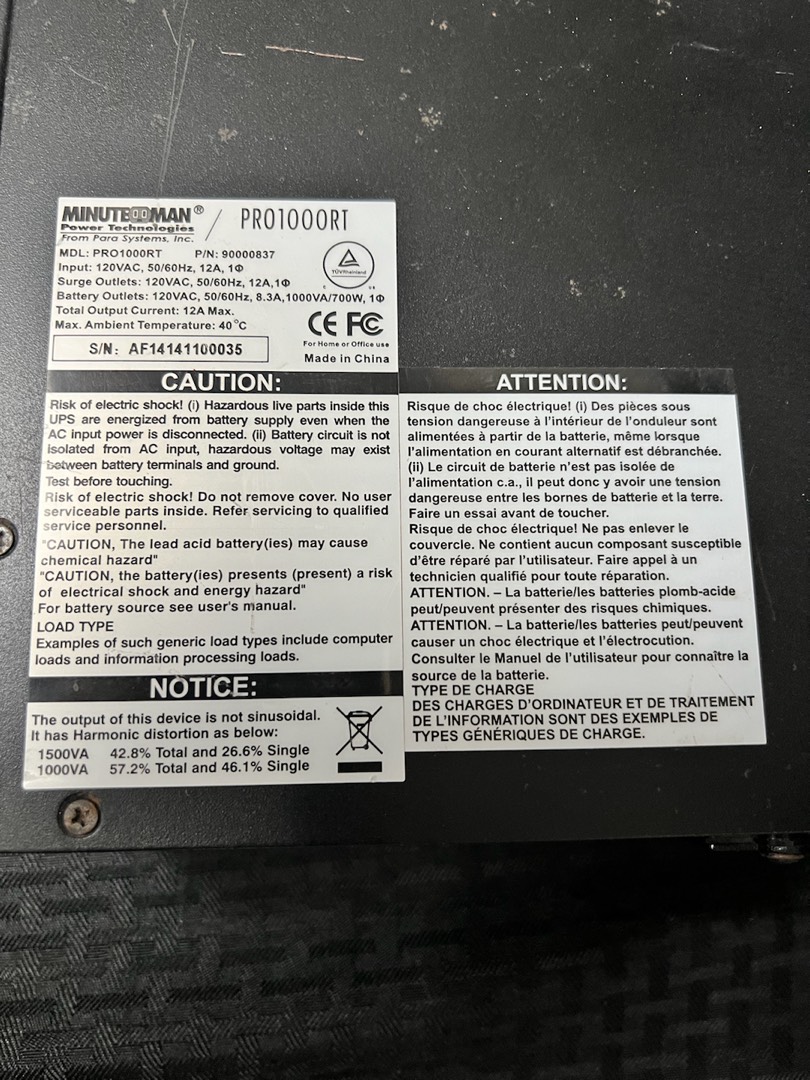 MINUTEMAN® / PRO1000RT
Power Technologies
From Para Systems, Inc.
MDL: PRO1000RT P/N: 90000837
Input: 120VAC, 50/60Hz, 12A, 1Φ
Surge Outlets: 120VAC, 50/60Hz, 12A,1Φ
Battery Outlets: 120VAC, 50/60Hz, 8.3A,1000VA/700W, 1Φ
Total Output Current: 12A Max.
Max. Ambient Temperature: 40°C
TÜVRheinland
C US
CE FC
For Home or Office use
Made in China
S/N: AF14141100035
CAUTION:
Risk of electric shock! (i) Hazardous live parts inside this
UPS are energized from battery supply even when the
AC input power is disconnected. (ii) Battery circuit is not
isolated from AC input, hazardous voltage may exist
between battery terminals and ground.
Test before touching.
Risk of electric shock! Do not remove cover. No user
serviceable parts inside. Refer servicing to qualified
service personnel.
"CAUTION, The lead acid battery(ies) may cause
chemical hazard"
"CAUTION, the battery(ies) presents (present) a risk
of electrical shock and energy hazard"
For battery source see user's manual.
LOAD TYPE
Examples of such generic load types include computer
loads and information processing loads.
NOTICE:
The output of this device is not sinusoidal.
It has Harmonic distortion as below:
1500VA 42.8% Total and 26.6% Single
1000VA 57.2% Total and 46.1% Single
ATTENTION:
Risque de choc électrique! (i) Des pièces sous
tension dangereuse à l'intérieur de l'onduleur sont
alimentées à partir de la batterie, même lorsque
l'alimentation en courant alternatif est débranchée.
(ii) Le circuit de batterie n'est pas isolée de
l'alimentation c.a., il peut donc y avoir une tension
dangereuse entre les bornes de batterie et la terre.
Faire un essai avant de toucher.
Risque de choc électrique! Ne pas enlever le
couvercle. Ne contient aucun composant susceptible
d'être réparé par l'utilisateur. Faire appel à un
technicien qualifié pour toute réparation.
ATTENTION. – La batterie/les batteries plomb-acide
peut/peuvent présenter des risques chimiques.
ATTENTION. – La batterie/les batteries peut/peuvent
causer un choc électrique et l'électrocution.
Consulter le Manuel de l'utilisateur pour connaître la
source de la batterie.
TYPE DE CHARGE
DES CHARGES D'ORDINATEUR ET DE TRAITEMENT
DE L'INFORMATION SONT DES EXEMPLES DE
TYPES GÉNÉRIQUES DE CHARGE.